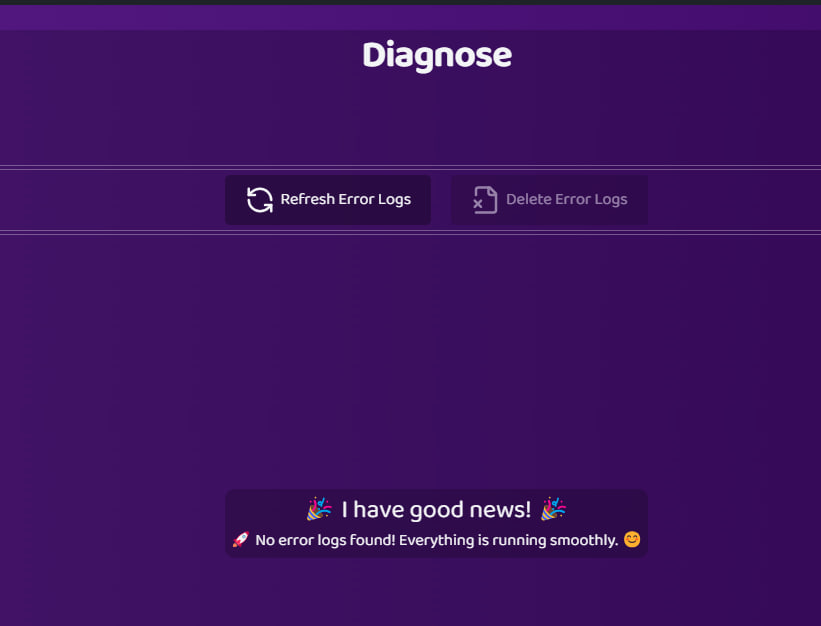 Diagnose
Refresh Error Logs
Delete Error Logs
🎉 I have good news! 🎉
🚀 No error logs found! Everything is running smoothly. 😊